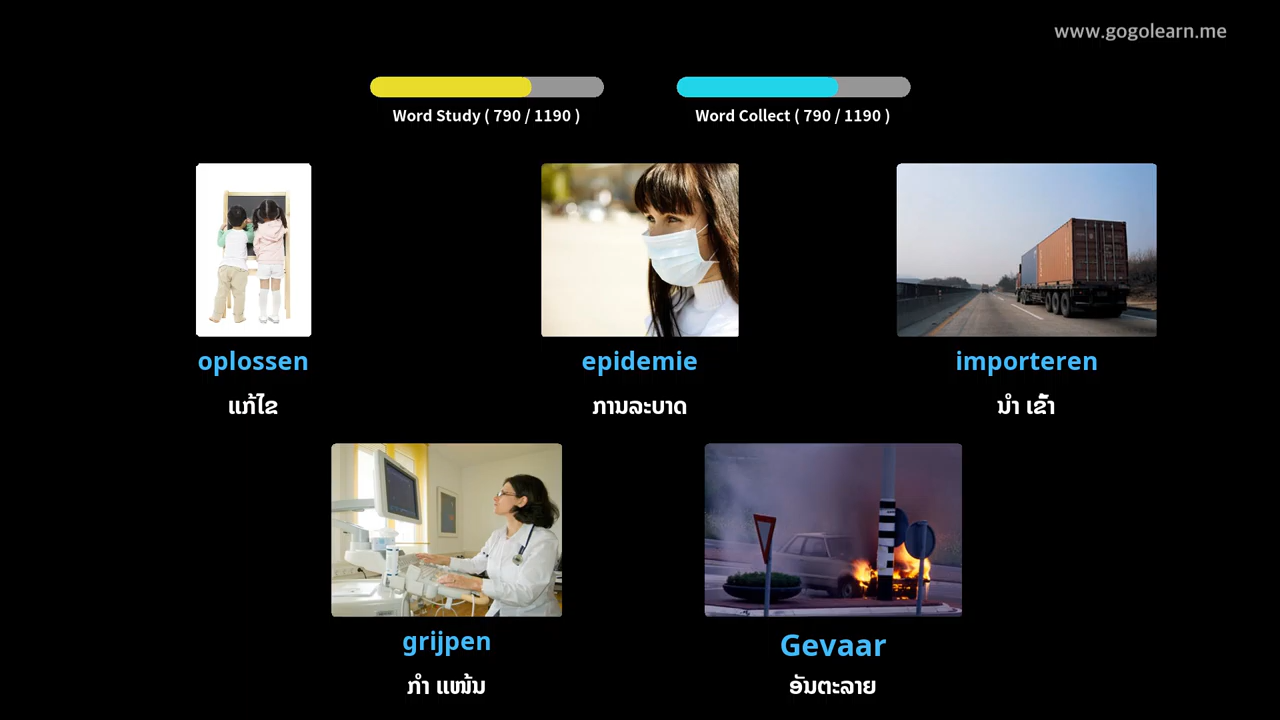 www.gogolearn.me
Word Study ( 790 / 1190 )
Word Collect ( 790 / 1190 )
oplossen
epidemie
importeren
ແກ້ໄຂ
ການລະບາດ
ນຳ ເຂົ້າ
grijpen
Gevaar
ກຳ ແໜ້ນ
ອັນຕະລາຍ